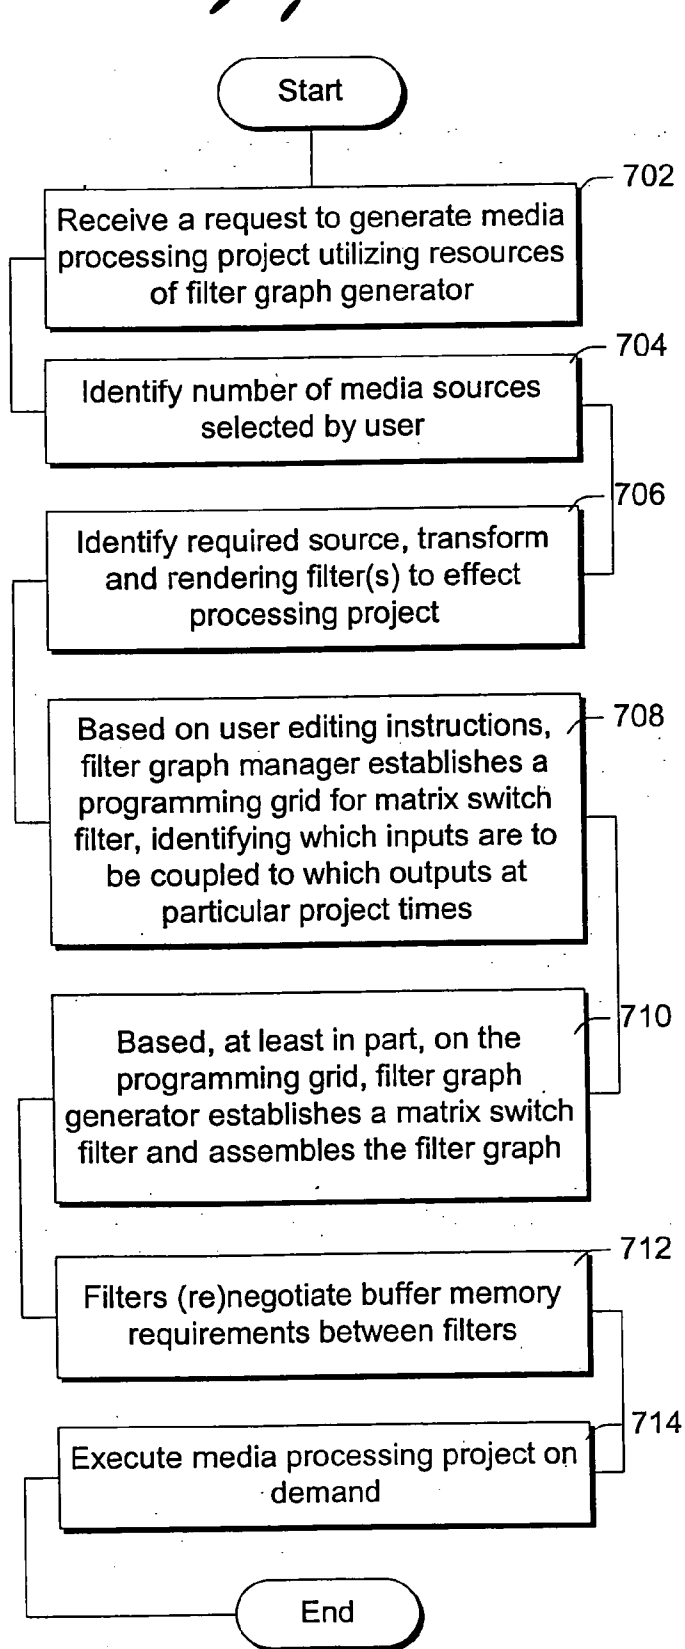 Start
702
Receive a request to generate media
processing project utilizing resources
of filter graph generator
704
Identify number of media sources
selected by user
706
Identify required source, transform
and rendering filter(s) to effect
processing project
708
Based on user editing instructions,
filter graph manager establishes a
programming grid for matrix switch
filter, identifying which inputs are to
be coupled to which outputs at
particular project times
710
Based, at least in part, on the
programming grid, filter graph
generator establishes a matrix switch
filter and assembles the filter graph
712
Filters (re)negotiate buffer memory
requirements between filters
714
Execute media processing project on
demand
End